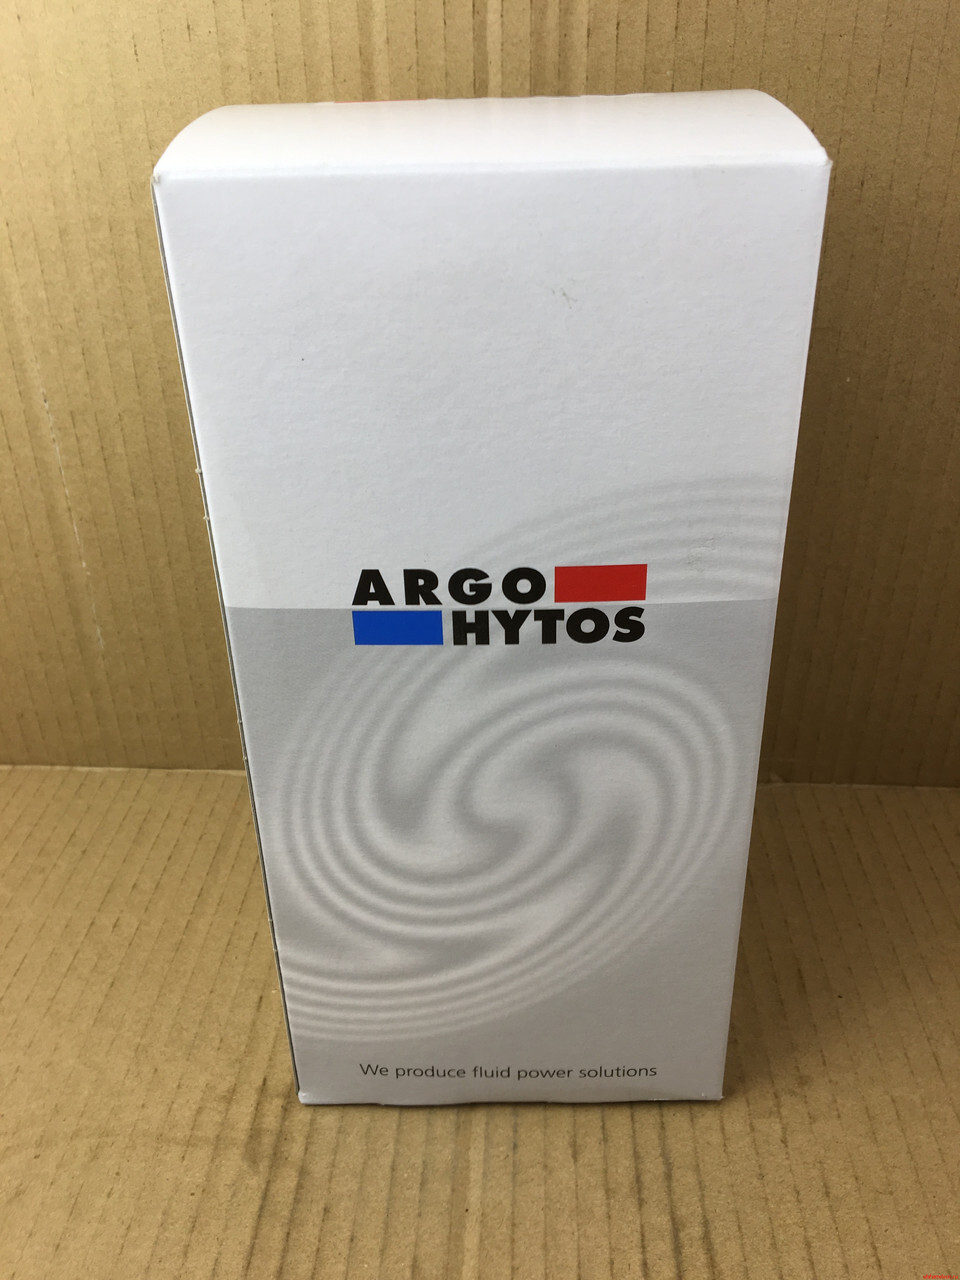 ARGO
HYTOS
We produce fluid power solutions